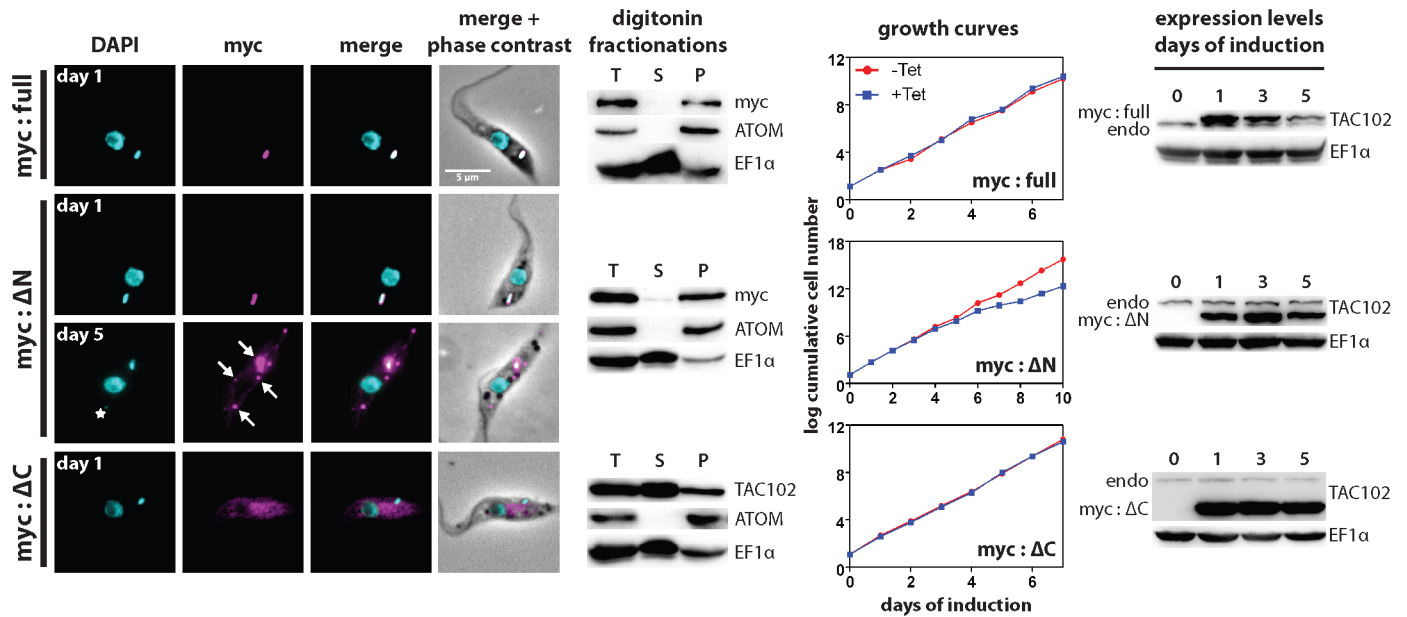 DAPI
myc
merge
merge +
phase contrast
digitonin
fractionations
growth curves
expression levels
days of induction
myc : full
day 1
5 µm
T S P
myc
ATOM
EF1α
12
8
4
0
-Tet
+Tet
myc : full
0 2 4 6
0 1 3 5
myc : full
endo
TAC102
EF1α
myc : ΔN
day 1
day 5
T S P
myc
ATOM
EF1α
log cumulative cell number
18
12
6
0
myc : ΔN
0 2 4 6 8 10
0 1 3 5
endo
myc : ΔN
TAC102
EF1α
myc : ΔC
day 1
T S P
TAC102
ATOM
EF1α
12
8
4
0
myc : ΔC
0 2 4 6
days of induction
0 1 3 5
endo
myc : ΔC
TAC102
EF1α